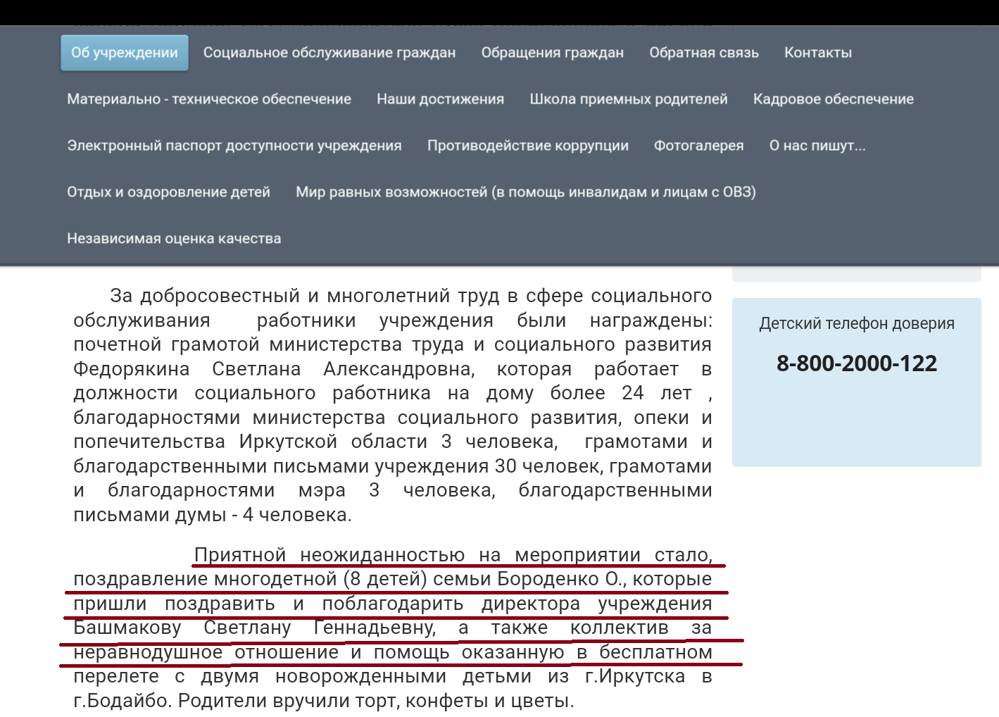 Об учреждении Социальное обслуживание граждан Обращения граждан Обратная связь Контакты
Материально - техническое обеспечение Наши достижения Школа приемных родителей Кадровое обеспечение
Электронный паспорт доступности учреждения Противодействие коррупции Фотогалерея О нас пишут...
Отдых и оздоровление детей Мир равных возможностей (в помощь инвалидам и лицам с ОВЗ)
Независимая оценка качества
За добросовестный и многолетний труд в сфере социального
обслуживания работники учреждения были награждены:
почетной грамотой министерства труда и социального развития
Федорякина Светлана Александровна, которая работает в
должности социального работника на дому более 24 лет ,
благодарностями министерства социального развития, опеки и
попечительства Иркутской области 3 человека, грамотами и
благодарственными письмами учреждения 30 человек, грамотами
и благодарностями мэра 3 человека, благодарственными
письмами думы - 4 человека.
Приятной неожиданностью на мероприятии стало,
поздравление многодетной (8 детей) семьи Бороденко О., которые
пришли поздравить и поблагодарить директора учреждения
Башмакову Светлану Геннадьевну, а также коллектив за
неравнодушное отношение и помощь оказанную в бесплатном
перелете с двумя новорожденными детьми из г.Иркутска в
г.Бодайбо. Родители вручили торт, конфеты и цветы.
Детский телефон доверия
8-800-2000-122